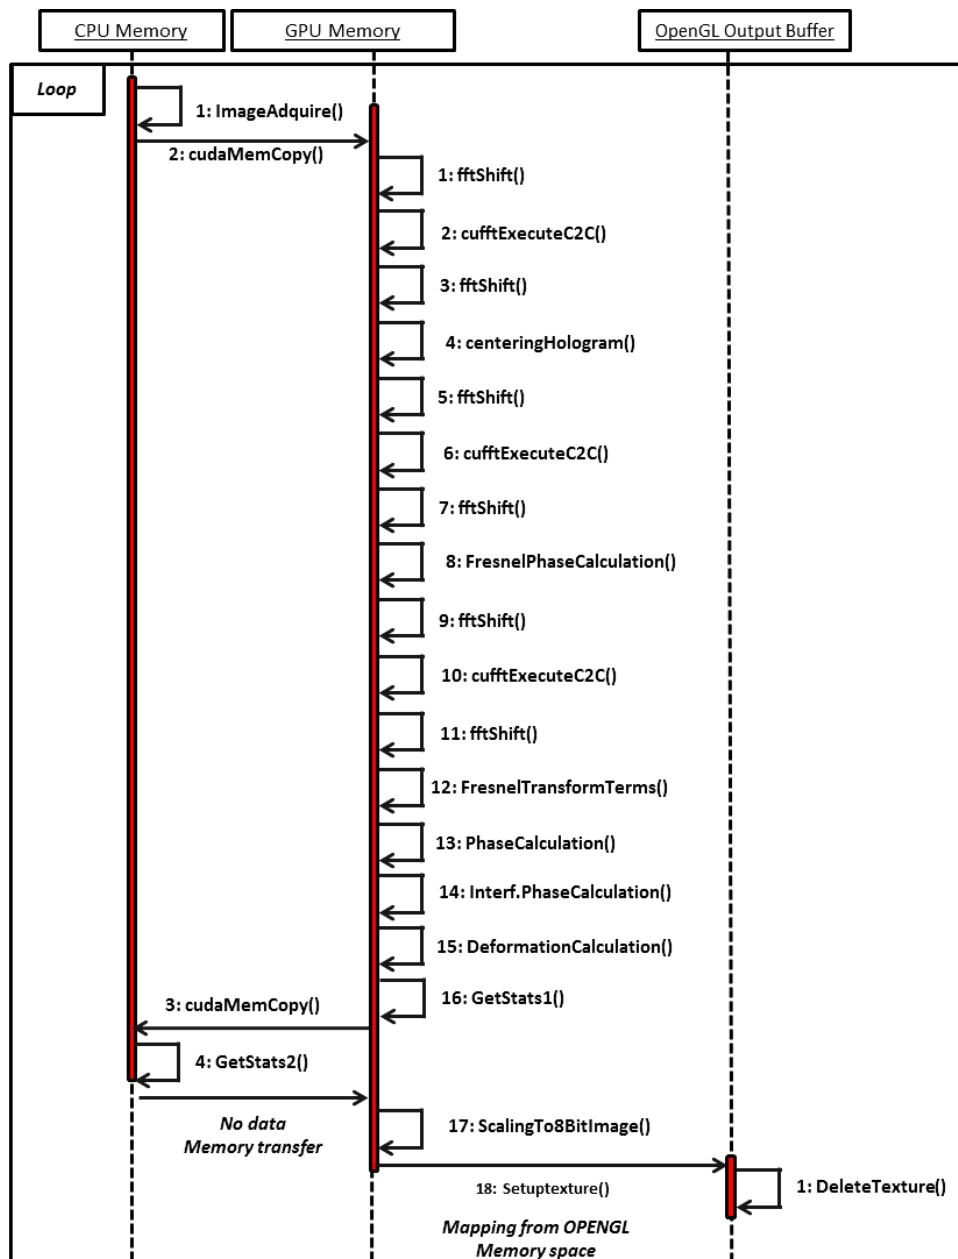 CPU Memory
GPU Memory
OpenGL Output Buffer
Loop
1: ImageAdquire()
2: cudaMemCopy()
1: fftShift()
2: cufftExecuteC2C()
3: fftShift()
4: centeringHologram()
5: fftShift()
6: cufftExecuteC2C()
7: fftShift()
8: FresnelPhaseCalculation()
9: fftShift()
10: cufftExecuteC2C()
11: fftShift()
12: FresnelTransformTerms()
13: PhaseCalculation()
14: Interf.PhaseCalculation()
15: DeformationCalculation()
16: GetStats1()
3: cudaMemCopy()
4: GetStats2()
No data
Memory transfer
17: ScalingTo8BitImage()
18: Setuptexture()
1: DeleteTexture()
Mapping from OPENGL
Memory space